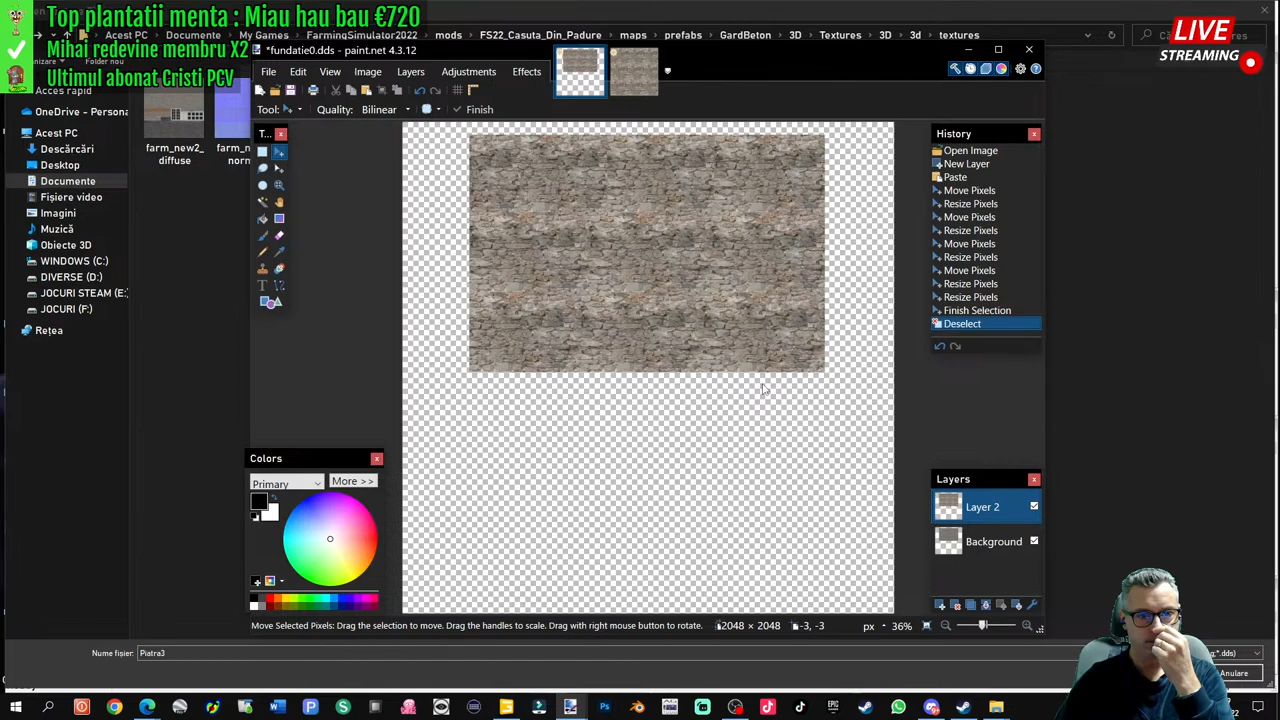 Top plantatii menta : Miau hau bau €720
Mihai redevine membru X2
Ultimul abonat Cristi PCV
LIVE
STREAMING
Acest PC
Documente
FarmingSimulator2022
mods
FS22_Casuta_Din_Padure
maps
prefabs
GardBeton
3D
Textures
3D
textures
Folder nou
*fundatie0.dds - paint.net 4.3.12
File
Edit
View
Image
Layers
Adjustments
Effects
Tool:
Quality:
Bilinear
Finish
Acces rapid
OneDrive - Persona
Acest PC
Descărcări
Desktop
Documente
Fișiere video
Imagini
Muzică
Obiecte 3D
WINDOWS (C:)
DIVERSE (D:)
JOCURI STEAM (E:)
JOCURI (F:)
Rețea
farm_new2_
diffuse
T...
History
Open Image
New Layer
Paste
Move Pixels
Resize Pixels
Move Pixels
Resize Pixels
Move Pixels
Resize Pixels
Move Pixels
Resize Pixels
Resize Pixels
Finish Selection
Deselect
Colors
Primary
More >>
Layers
Layer 2
Background
Move Selected Pixels: Drag the selection to move. Drag the handles to scale. Drag with right mouse button to rotate.
2048 × 2048
-3, -3
px
36%
Nume fișier:
Piatra3
Anulare